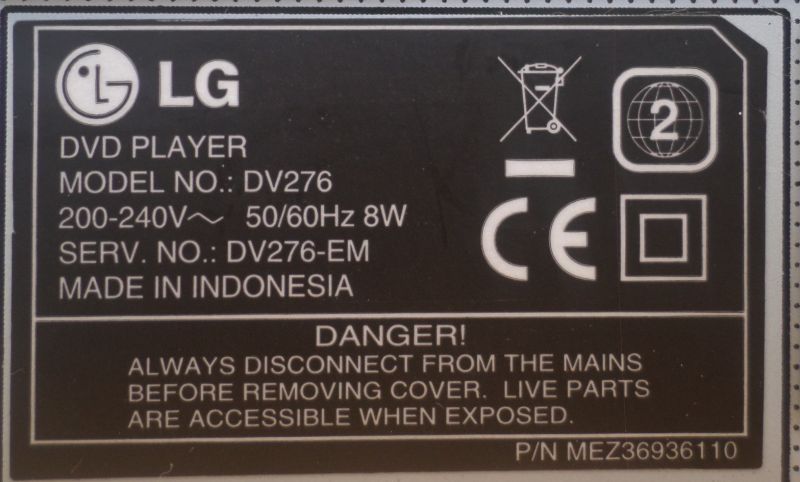 LG
DVD PLAYER
MODEL NO.: DV276
200-240V～ 50/60Hz 8W
SERV. NO.: DV276-EM
MADE IN INDONESIA
2
CE
DANGER!
ALWAYS DISCONNECT FROM THE MAINS
BEFORE REMOVING COVER. LIVE PARTS
ARE ACCESSIBLE WHEN EXPOSED.
P/N MEZ36936110